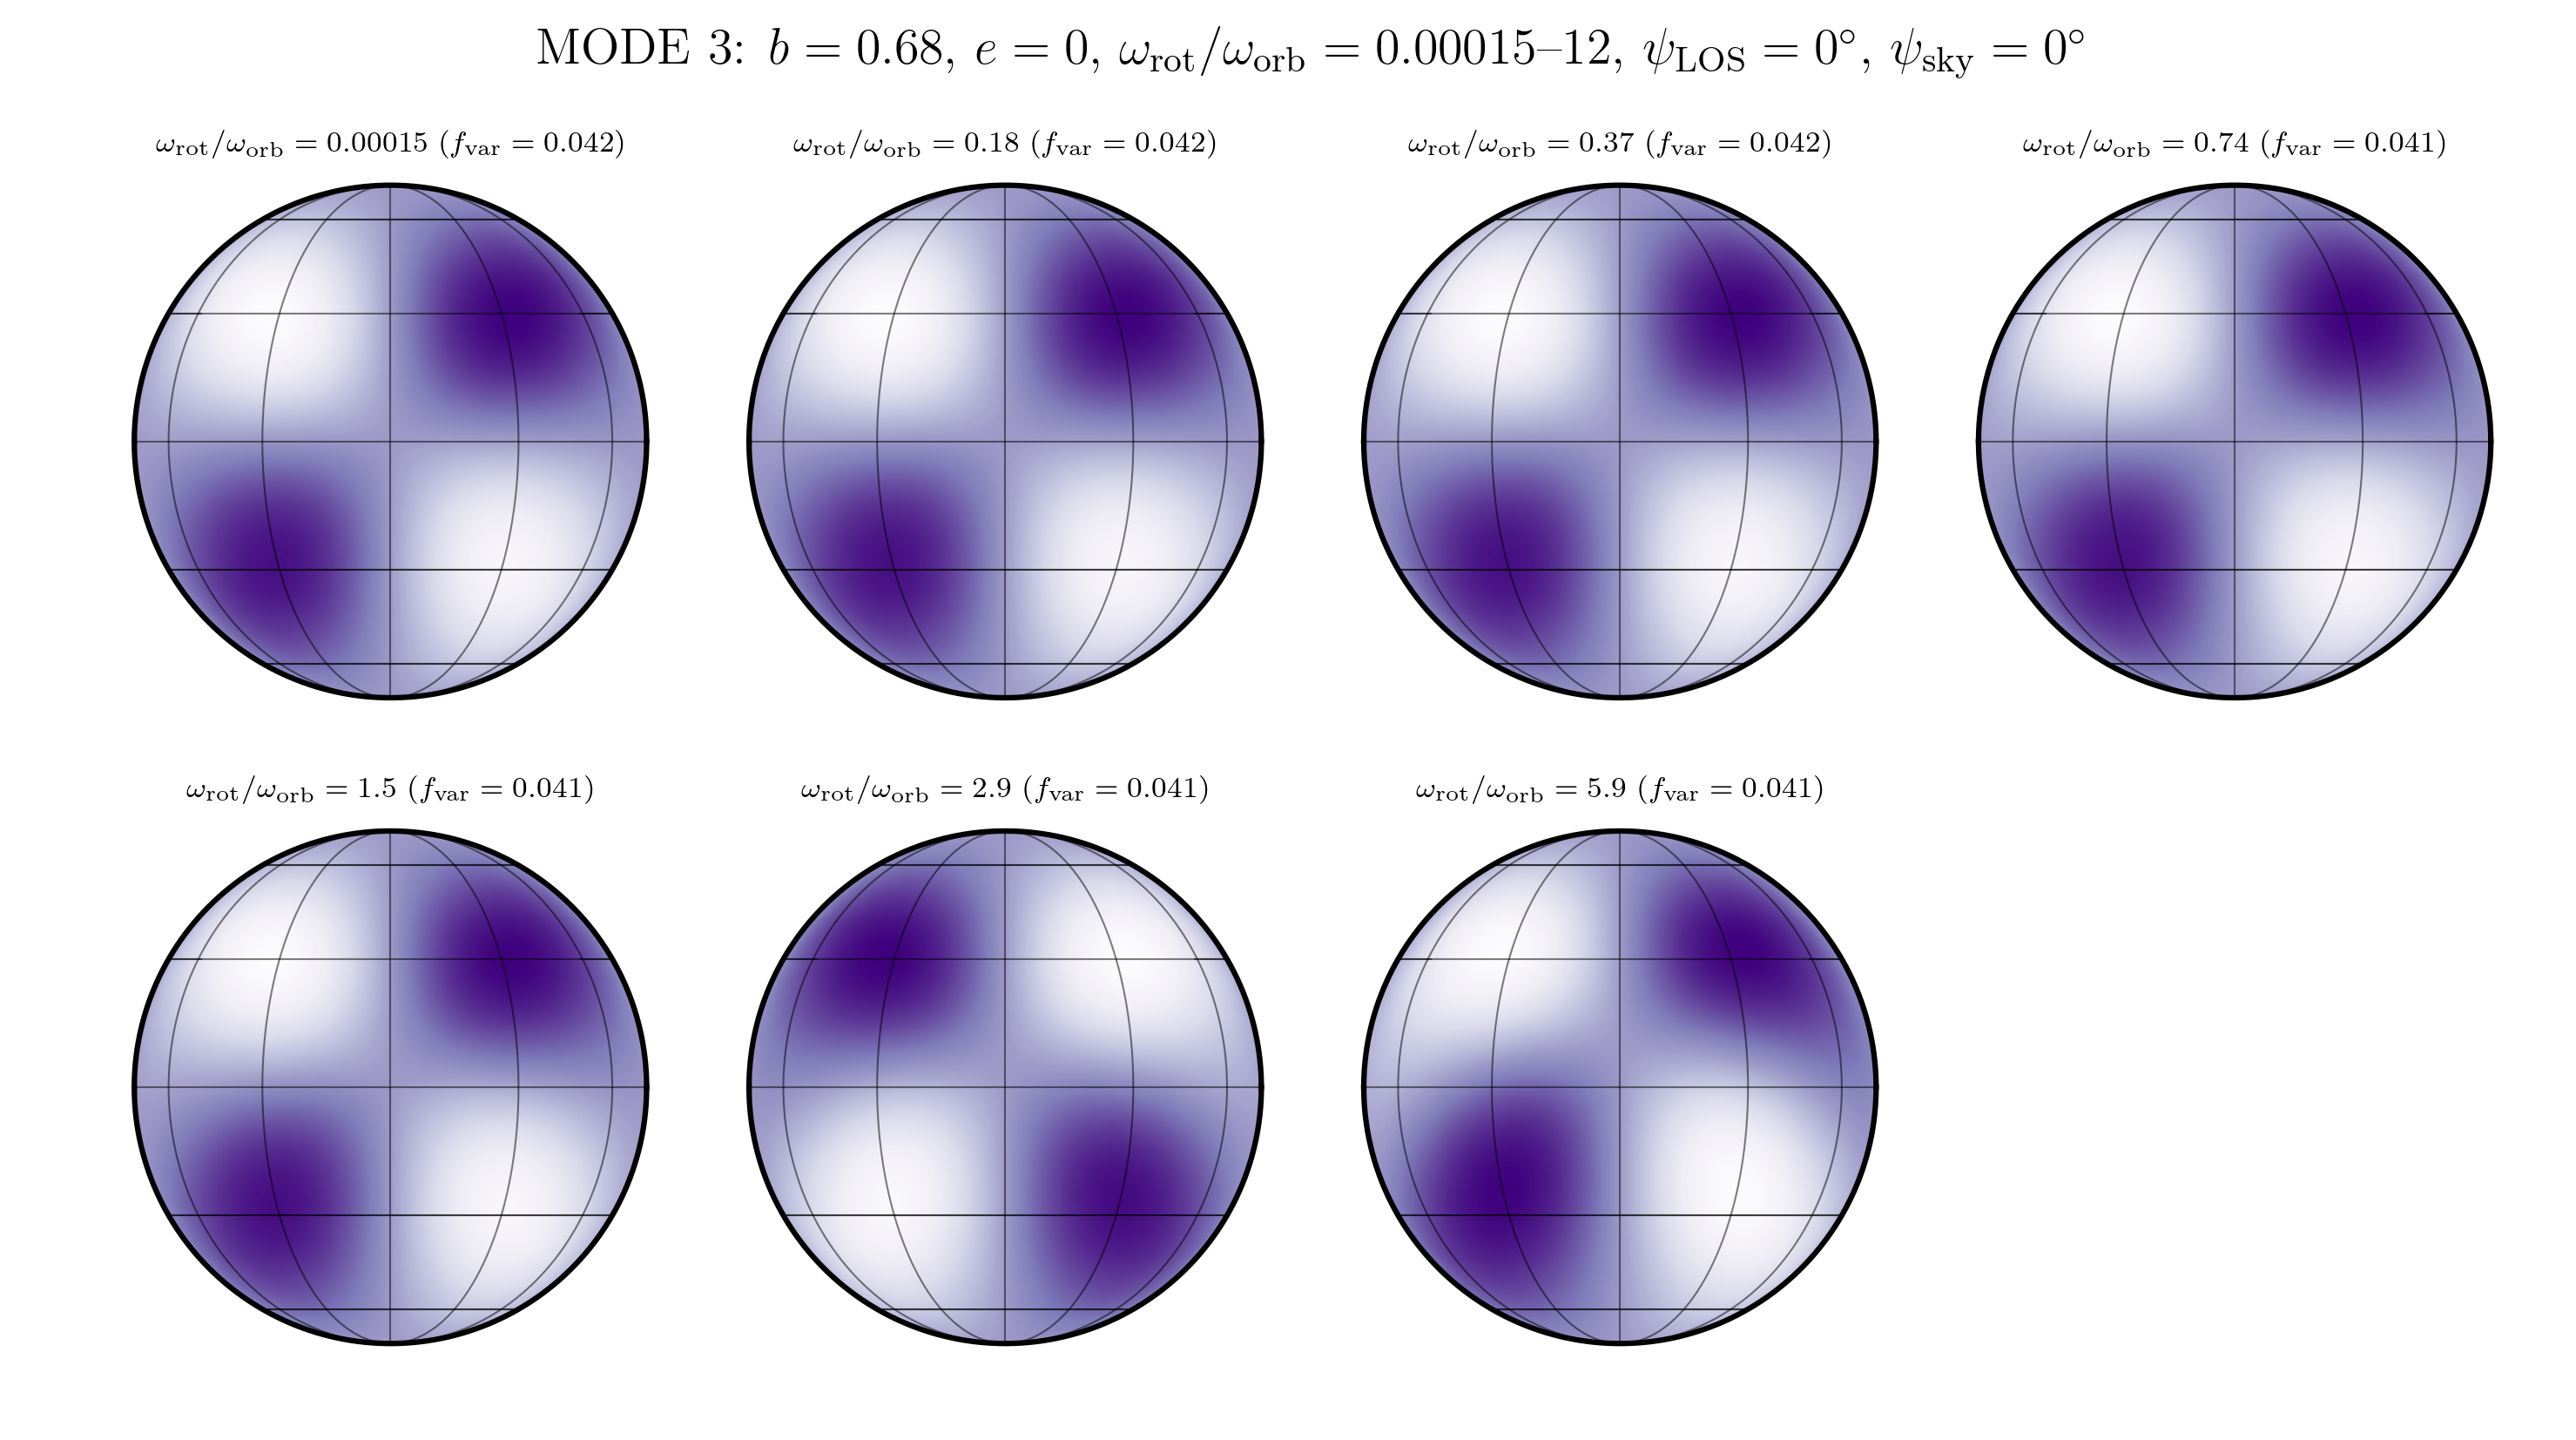 MODE 3: b = 0.68, e = 0, ω_rot/ω_orb = 0.00015–12, ψ_LOS = 0°, ψ_sky = 0°
ω_rot/ω_orb = 0.00015 (f_var = 0.042)
ω_rot/ω_orb = 0.18 (f_var = 0.042)
ω_rot/ω_orb = 0.37 (f_var = 0.042)
ω_rot/ω_orb = 0.74 (f_var = 0.041)
ω_rot/ω_orb = 1.5 (f_var = 0.041)
ω_rot/ω_orb = 2.9 (f_var = 0.041)
ω_rot/ω_orb = 5.9 (f_var = 0.041)